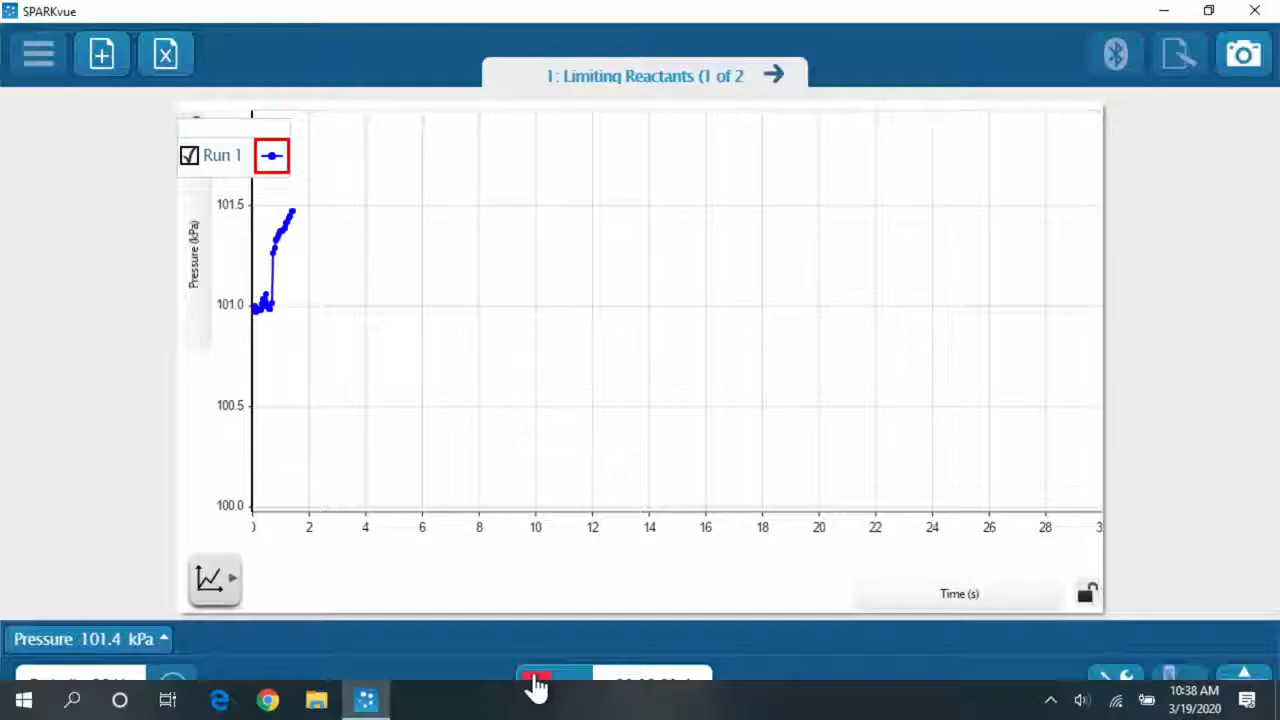 SPARKvue
1: Limiting Reactants (1 of 2
Run 1
Pressure (kPa)
101.5
101.0
100.5
100.0
2 4 6 8 10 12 14 16 18 20 22 24 26 28 3
Time (s)
Pressure 101.4 kPa
10:38 AM
3/19/2020